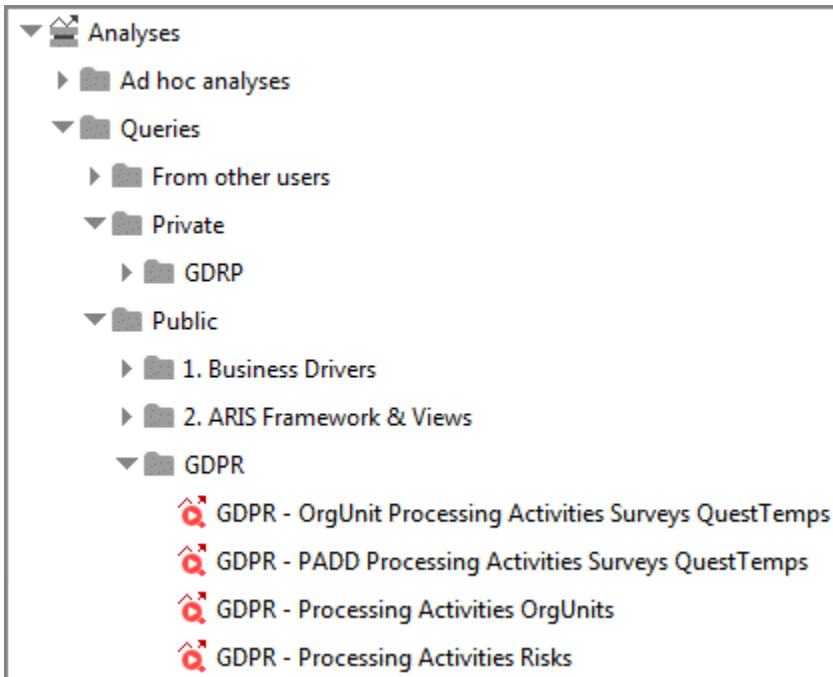 Analyses
Ad hoc analyses
Queries
From other users
Private
GDRP
Public
1. Business Drivers
2. ARIS Framework & Views
GDPR
GDPR - OrgUnit Processing Activities Surveys QuestTemps
GDPR - PADD Processing Activities Surveys QuestTemps
GDPR - Processing Activities OrgUnits
GDPR - Processing Activities Risks